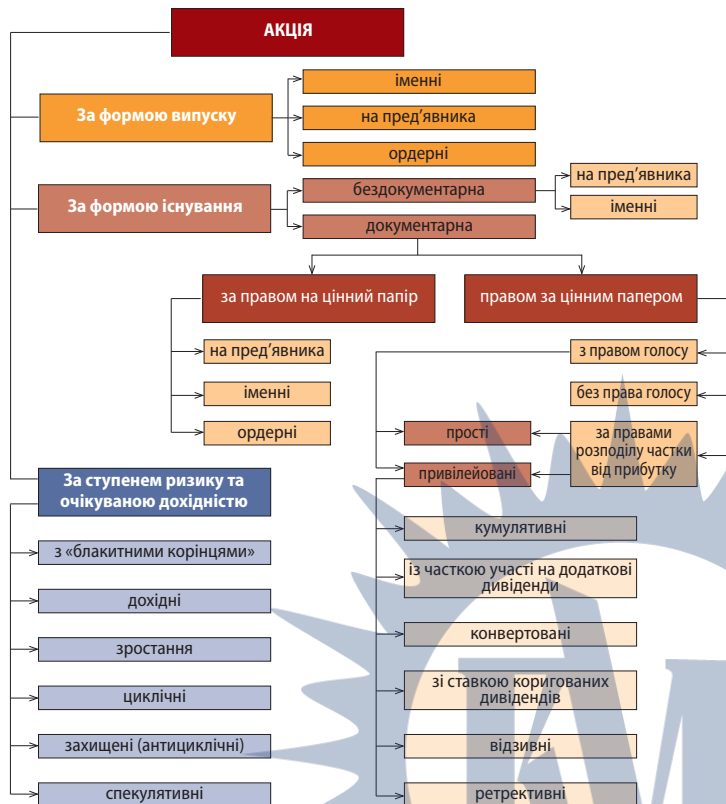 АКЦІЯ
За формою випуску
іменні
на пред’явника
ордерні
За формою існування
бездокументарна
документарна
на пред’явника
іменні
за правом на цінний папір
правом за цінним папером
на пред’явника
іменні
ордерні
з правом голосу
без права голосу
за правами
розподілу частки
від прибутку
прості
привілейовані
За ступенем ризику та
очікуваною дохідністю
з «блакитними корінцями»
дохідні
зростання
циклічні
захищені (антициклічні)
спекулятивні
кумулятивні
із часткою участі на додаткові
дивіденди
конвертовані
зі ставкою коригованих
дивідендів
відзивні
ретрективні